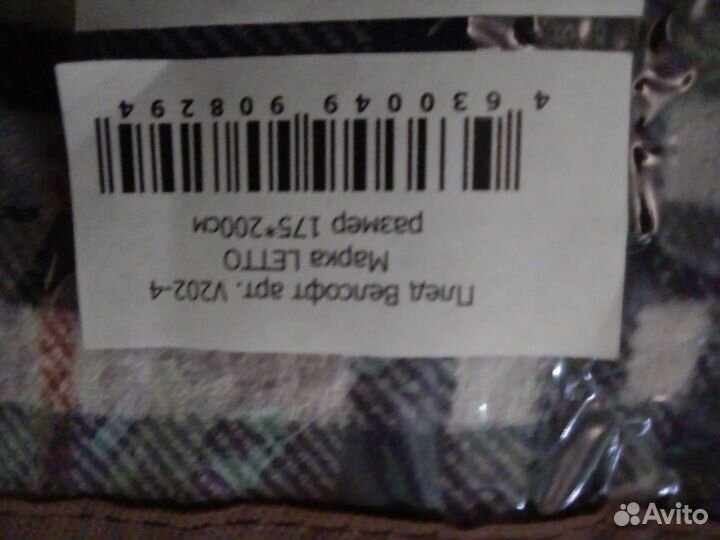 Плед Велсофт арт. V202-4
Марка LETTO
размер 175*200см
4 630049 908294
Avito